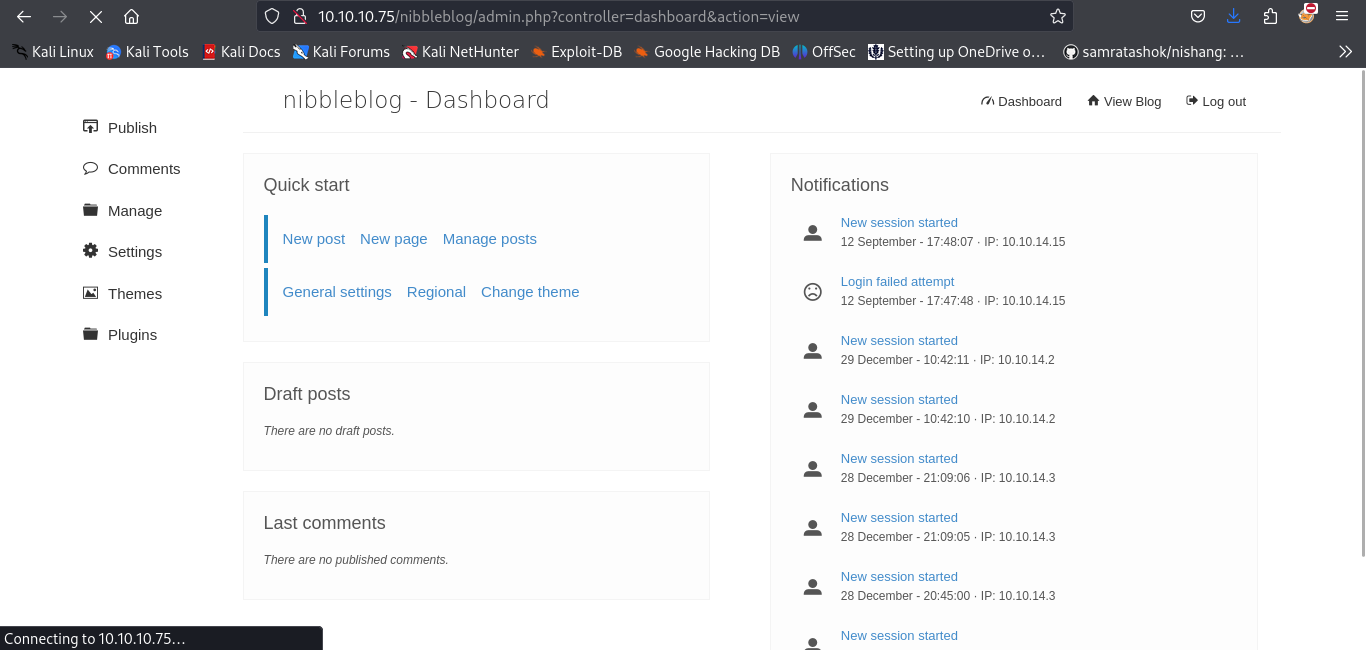 10.10.10.75/nibbleblog/admin.php?controller=dashboard&action=view
Kali Linux Kali Tools Kali Docs Kali Forums Kali NetHunter Exploit-DB Google Hacking DB OffSec Setting up OneDrive o... samratashok/nishang: ...
nibbleblog - Dashboard
Dashboard View Blog Log out
Publish
Comments
Manage
Settings
Themes
Plugins
Quick start
New post New page Manage posts
General settings Regional Change theme
Draft posts
There are no draft posts.
Last comments
There are no published comments.
Notifications
New session started
12 September - 17:48:07 · IP: 10.10.14.15
Login failed attempt
12 September - 17:47:48 · IP: 10.10.14.15
New session started
29 December - 10:42:11 · IP: 10.10.14.2
New session started
29 December - 10:42:10 · IP: 10.10.14.2
New session started
28 December - 21:09:06 · IP: 10.10.14.3
New session started
28 December - 21:09:05 · IP: 10.10.14.3
New session started
28 December - 20:45:00 · IP: 10.10.14.3
New session started
Connecting to 10.10.10.75...